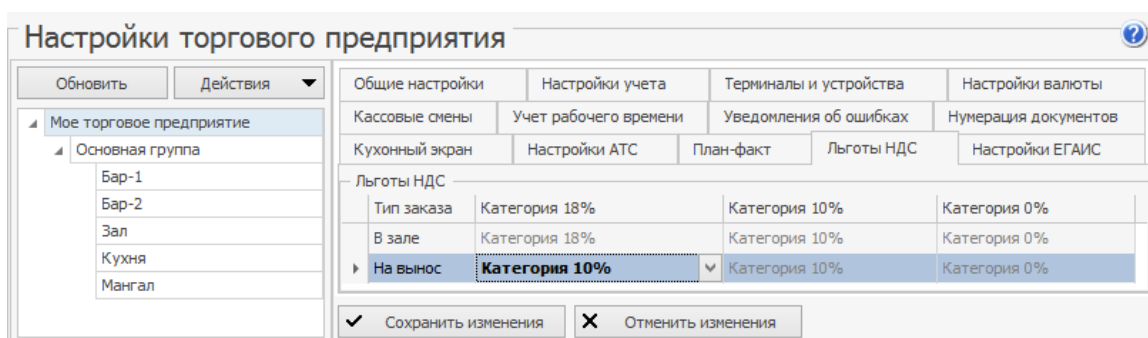 Настройки торгового предприятия
Обновить Действия
Мое торговое предприятие
Основная группа
Бар-1
Бар-2
Зал
Кухня
Мангал
Общие настройки Настройки учета Терминалы и устройства Настройки валюты
Кассовые смены Учет рабочего времени Уведомления об ошибках Нумерация документов
Кухонный экран Настройки АТС План-факт Льготы НДС Настройки ЕГАИС
Льготы НДС
Тип заказа Категория 18% Категория 10% Категория 0%
В зале Категория 18% Категория 10% Категория 0%
На вынос Категория 10% Категория 10% Категория 0%
Сохранить изменения Отменить изменения